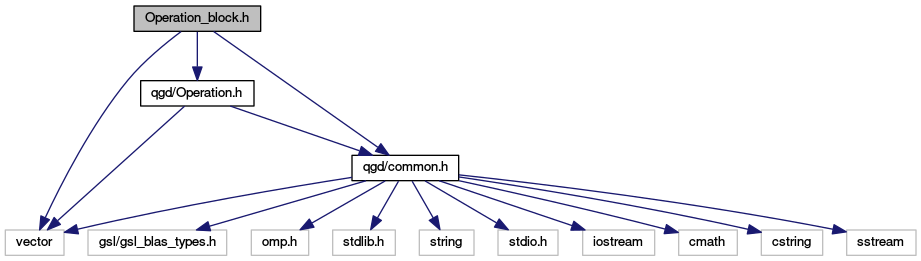 Operation_block.h
qgd/Operation.h
qgd/common.h
vector
gsl/gsl_blas_types.h
omp.h
stdlib.h
string
stdio.h
iostream
cmath
cstring
sstream